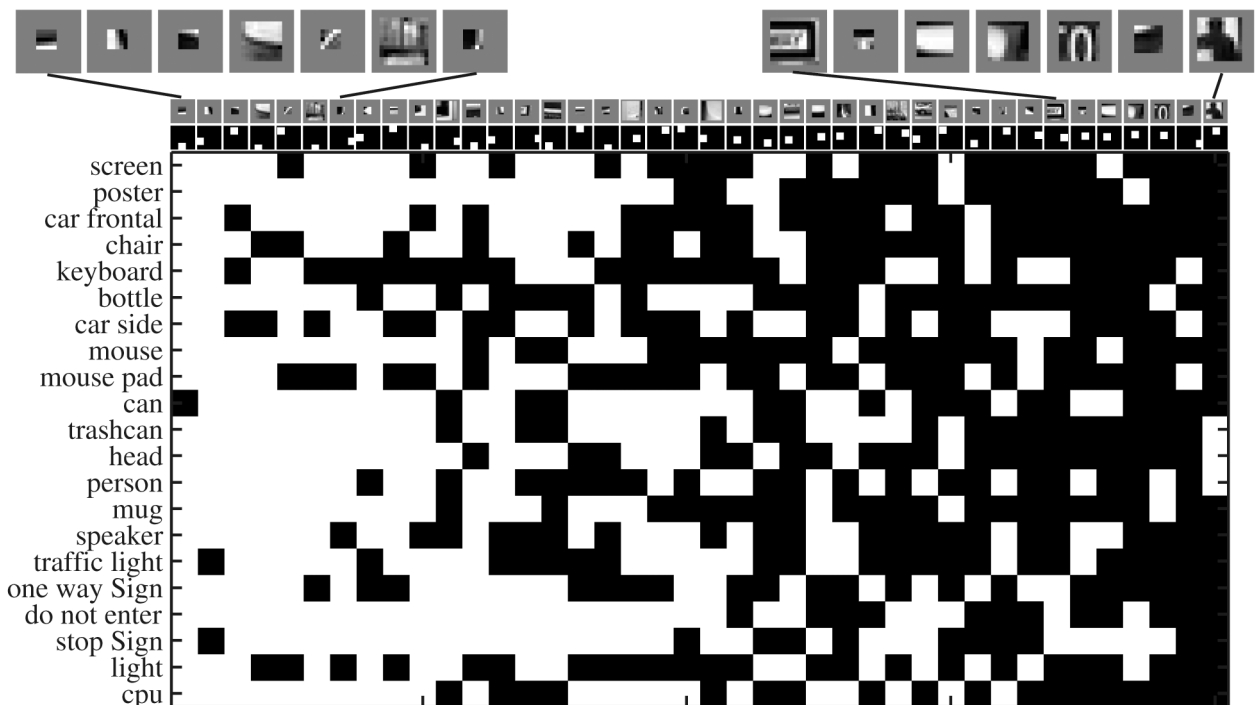 screen
poster
car frontal
chair
keyboard
bottle
car side
mouse
mouse pad
can
trashcan
head
person
mug
speaker
traffic light
one way Sign
do not enter
stop Sign
light
cpu